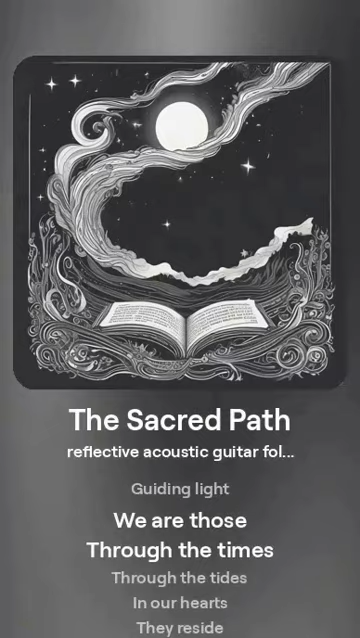 The Sacred Path
reflective acoustic guitar fol...
Guiding light
We are those
Through the times
Through the tides
In our hearts
They reside